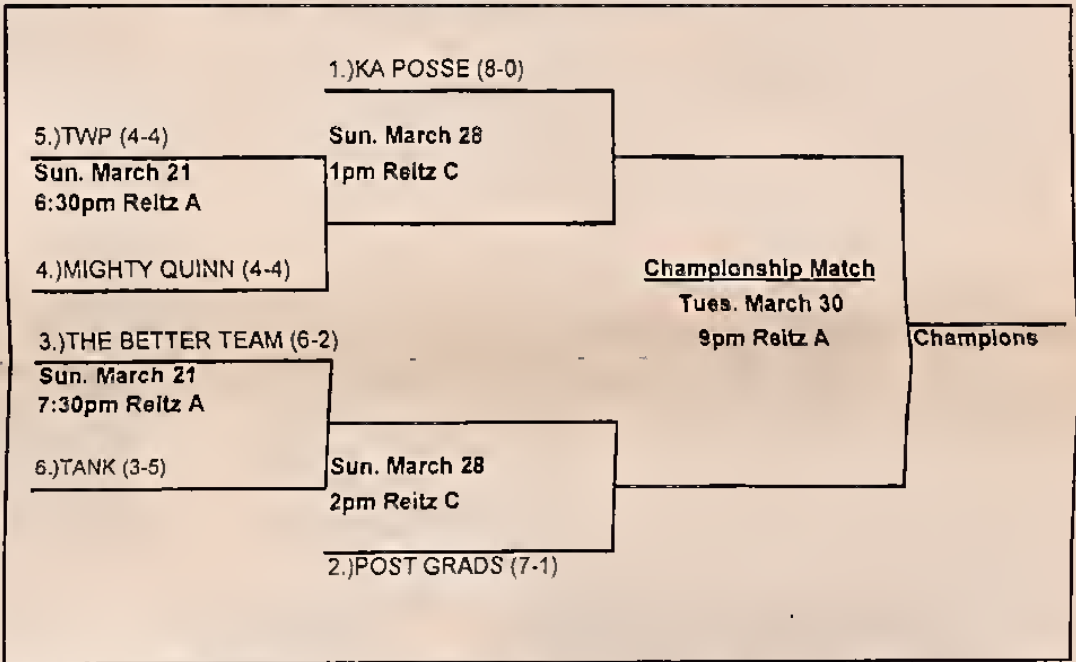 1.)KA POSSE (8-0)
5.)TWP (4-4)
Sun. March 28
1pm Reitz C
Sun. March 21
6:30pm Reitz A
4.)MIGHTY QUINN (4-4)
Championship Match
Tues. March 30
9pm Reitz A
Champions
3.)THE BETTER TEAM (6-2)
Sun. March 21
7:30pm Reitz A
6.)TANK (3-5)
Sun. March 28
2pm Reitz C
2.)POST GRADS (7-1)